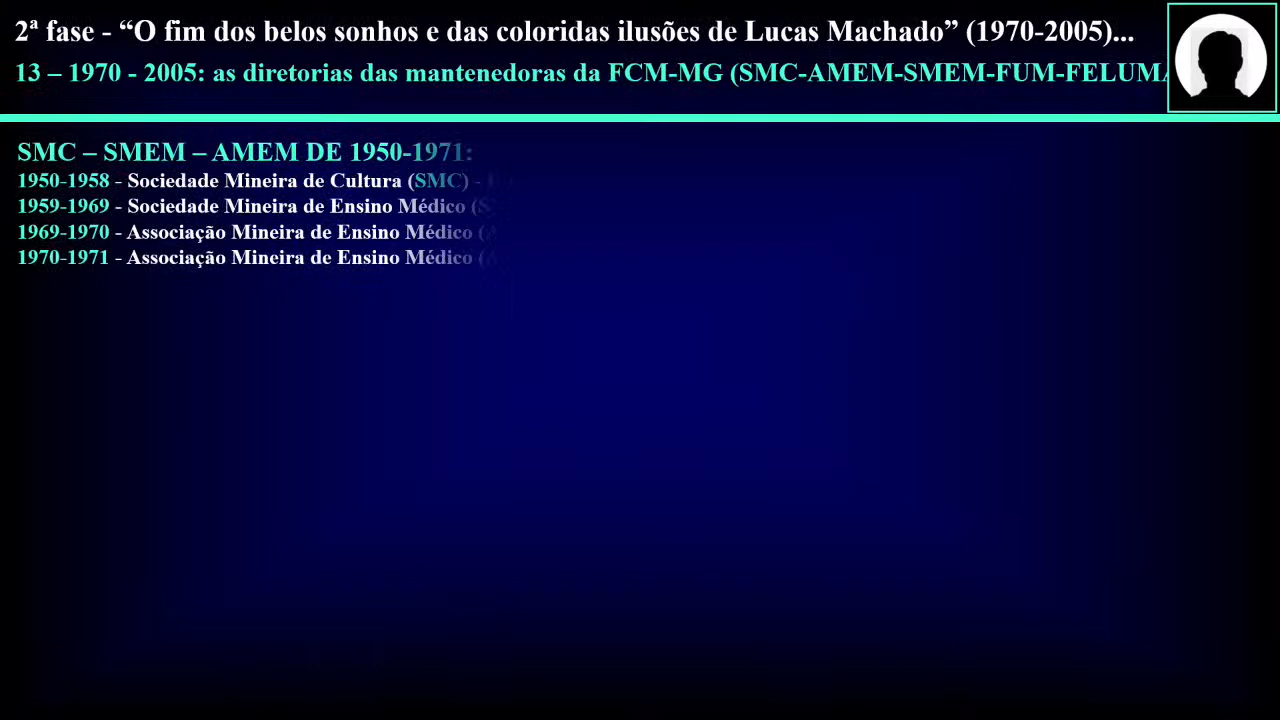 2ª fase - “O fim dos belos sonhos e das coloridas ilusões de Lucas Machado” (1970-2005)...
13 – 1970 - 2005: as diretorias das mantenedoras da FCM-MG (SMC-AMEM-SMEM-FUM-FELUMA
SMC – SMEM – AMEM DE 1950-1971:
1950-1958 - Sociedade Mineira de Cultura (SMC) -
1959-1969 - Sociedade Mineira de Ensino Médico (
1969-1970 - Associação Mineira de Ensino Médico (
1970-1971 - Associação Mineira de Ensino Médico (